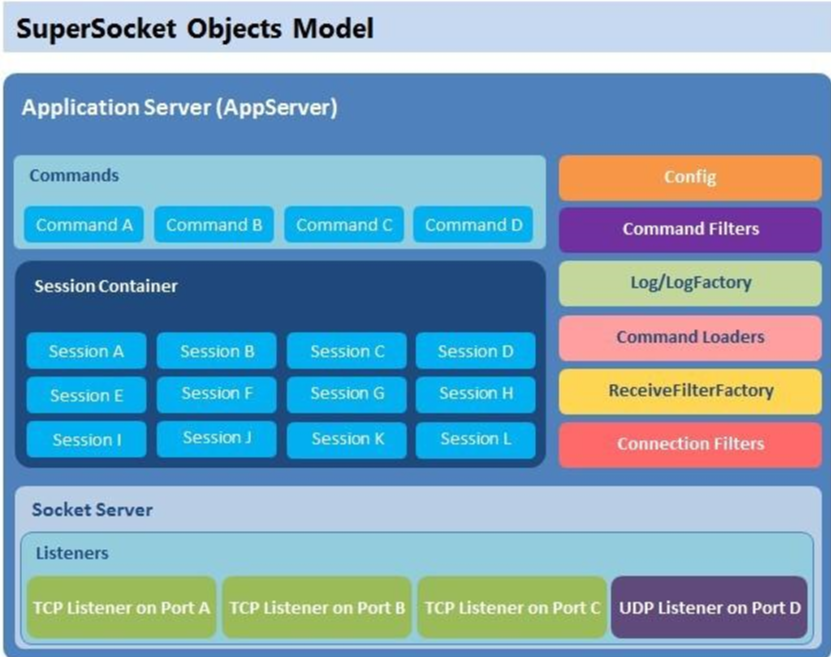 SuperSocket Objects Model
Application Server (AppServer)
Commands
Command A
Command B
Command C
Command D
Session Container
Session A
Session B
Session C
Session D
Session E
Session F
Session G
Session H
Session I
Session J
Session K
Session L
Config
Command Filters
Log/LogFactory
Command Loaders
ReceiveFilterFactory
Connection Filters
Socket Server
Listeners
TCP Listener on Port A
TCP Listener on Port B
TCP Listener on Port C
UDP Listener on Port D